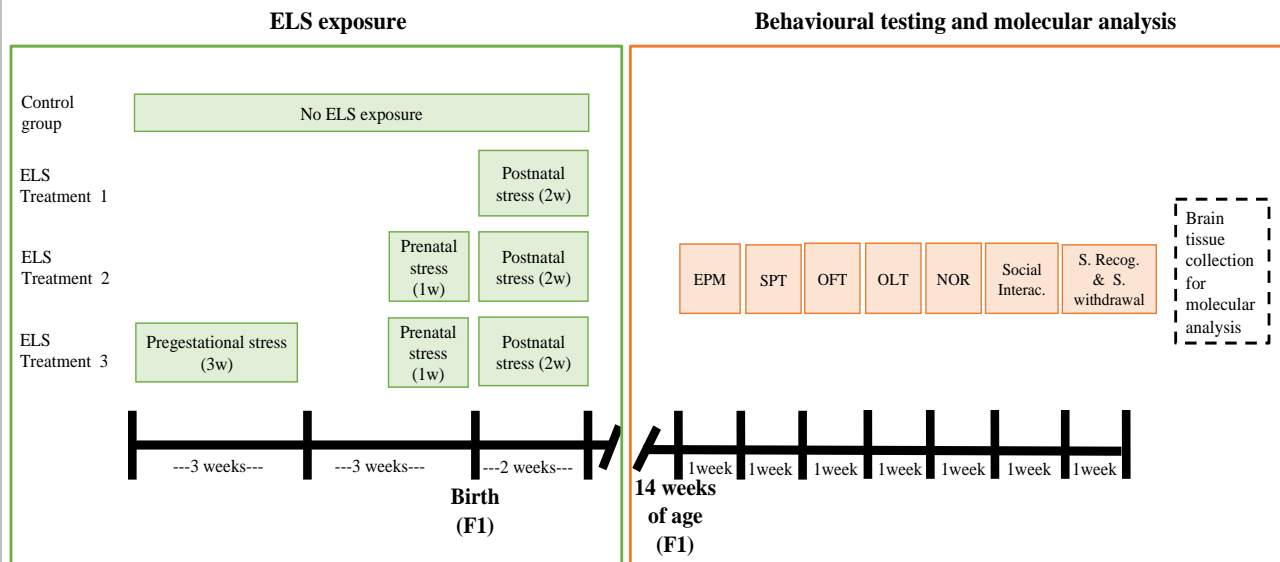 ELS exposure
Behavioural testing and molecular analysis
Control
group
No ELS exposure
ELS
Treatment 1
Postnatal
stress (2w)
ELS
Treatment 2
Prenatal
stress
(1w)
Postnatal
stress (2w)
ELS
Treatment 3
Pregestational stress
(3w)
Prenatal
stress
(1w)
Postnatal
stress (2w)
EPM
SPT
OFT
OLT
NOR
Social
Interac.
S. Recog.
& S.
withdrawal
Brain
tissue
collection
for
molecular
analysis
---3 weeks---
---3 weeks---
---2 weeks---
Birth
(F1)
1week
1week
1week
1week
1week
1week
1week
14 weeks
of age
(F1)